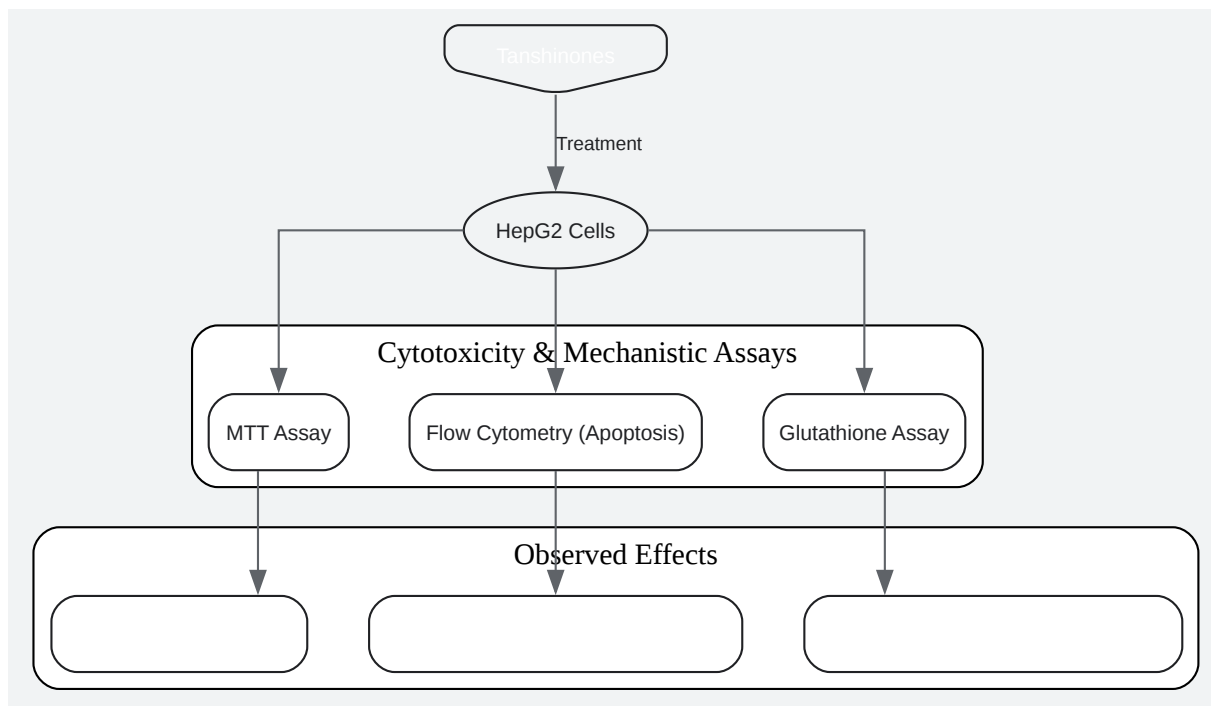 Tanshinones
Treatment
HepG2 Cells
Cytotoxicity & Mechanistic Assays
MTT Assay
Flow Cytometry (Apoptosis)
Glutathione Assay
Observed Effects